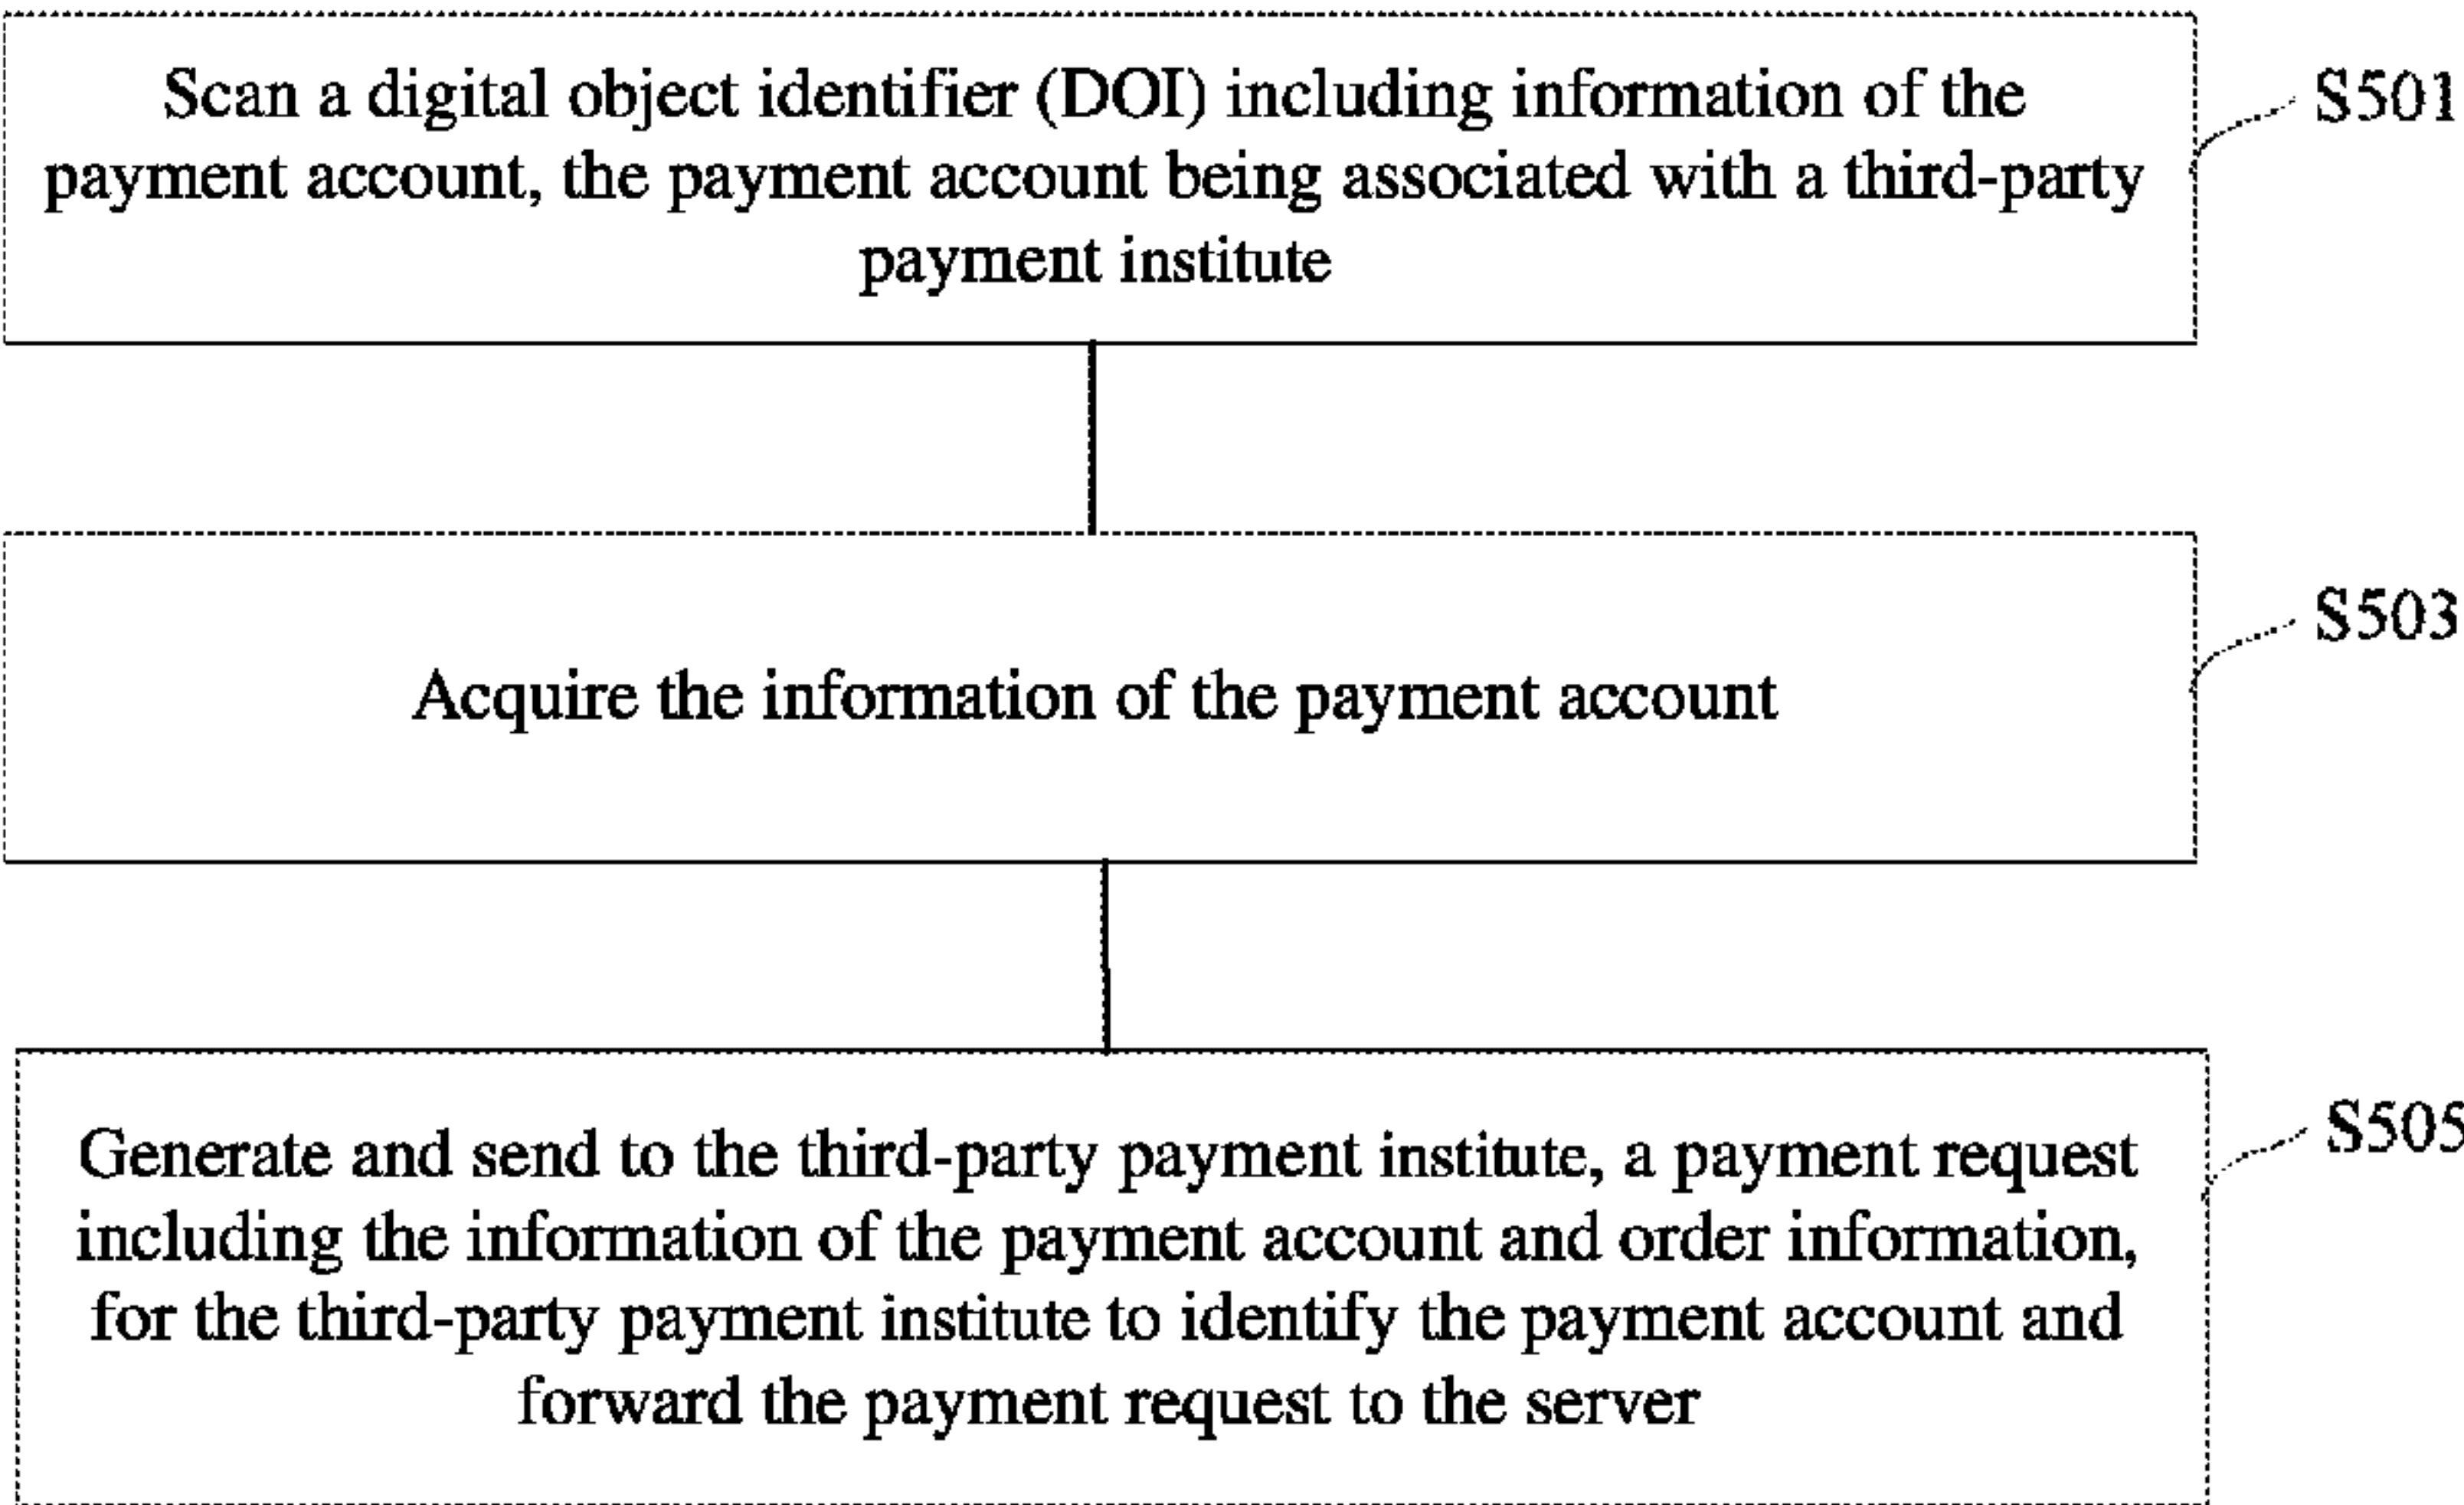 Scan a digital object identifier (DOI) including information of the
payment account, the payment account being associated with a third-party
payment institute
S501
Acquire the information of the payment account
S503
Generate and send to the third-party payment institute, a payment request
including the information of the payment account and order information,
for the third-party payment institute to identify the payment account and
forward the payment request to the server
S505